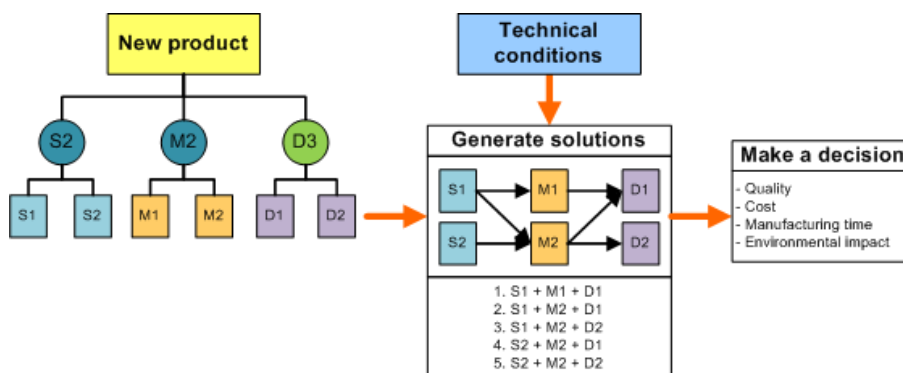 New product
Technical
conditions
S2
M2
D3
S1
S2
M1
M2
D1
D2
Generate solutions
S1
M1
D1
S2
M2
D2
1. S1 + M1 + D1
2. S1 + M2 + D1
3. S1 + M2 + D2
4. S2 + M2 + D1
5. S2 + M2 + D2
Make a decision
- Quality
- Cost
- Manufacturing time
- Environmental impact